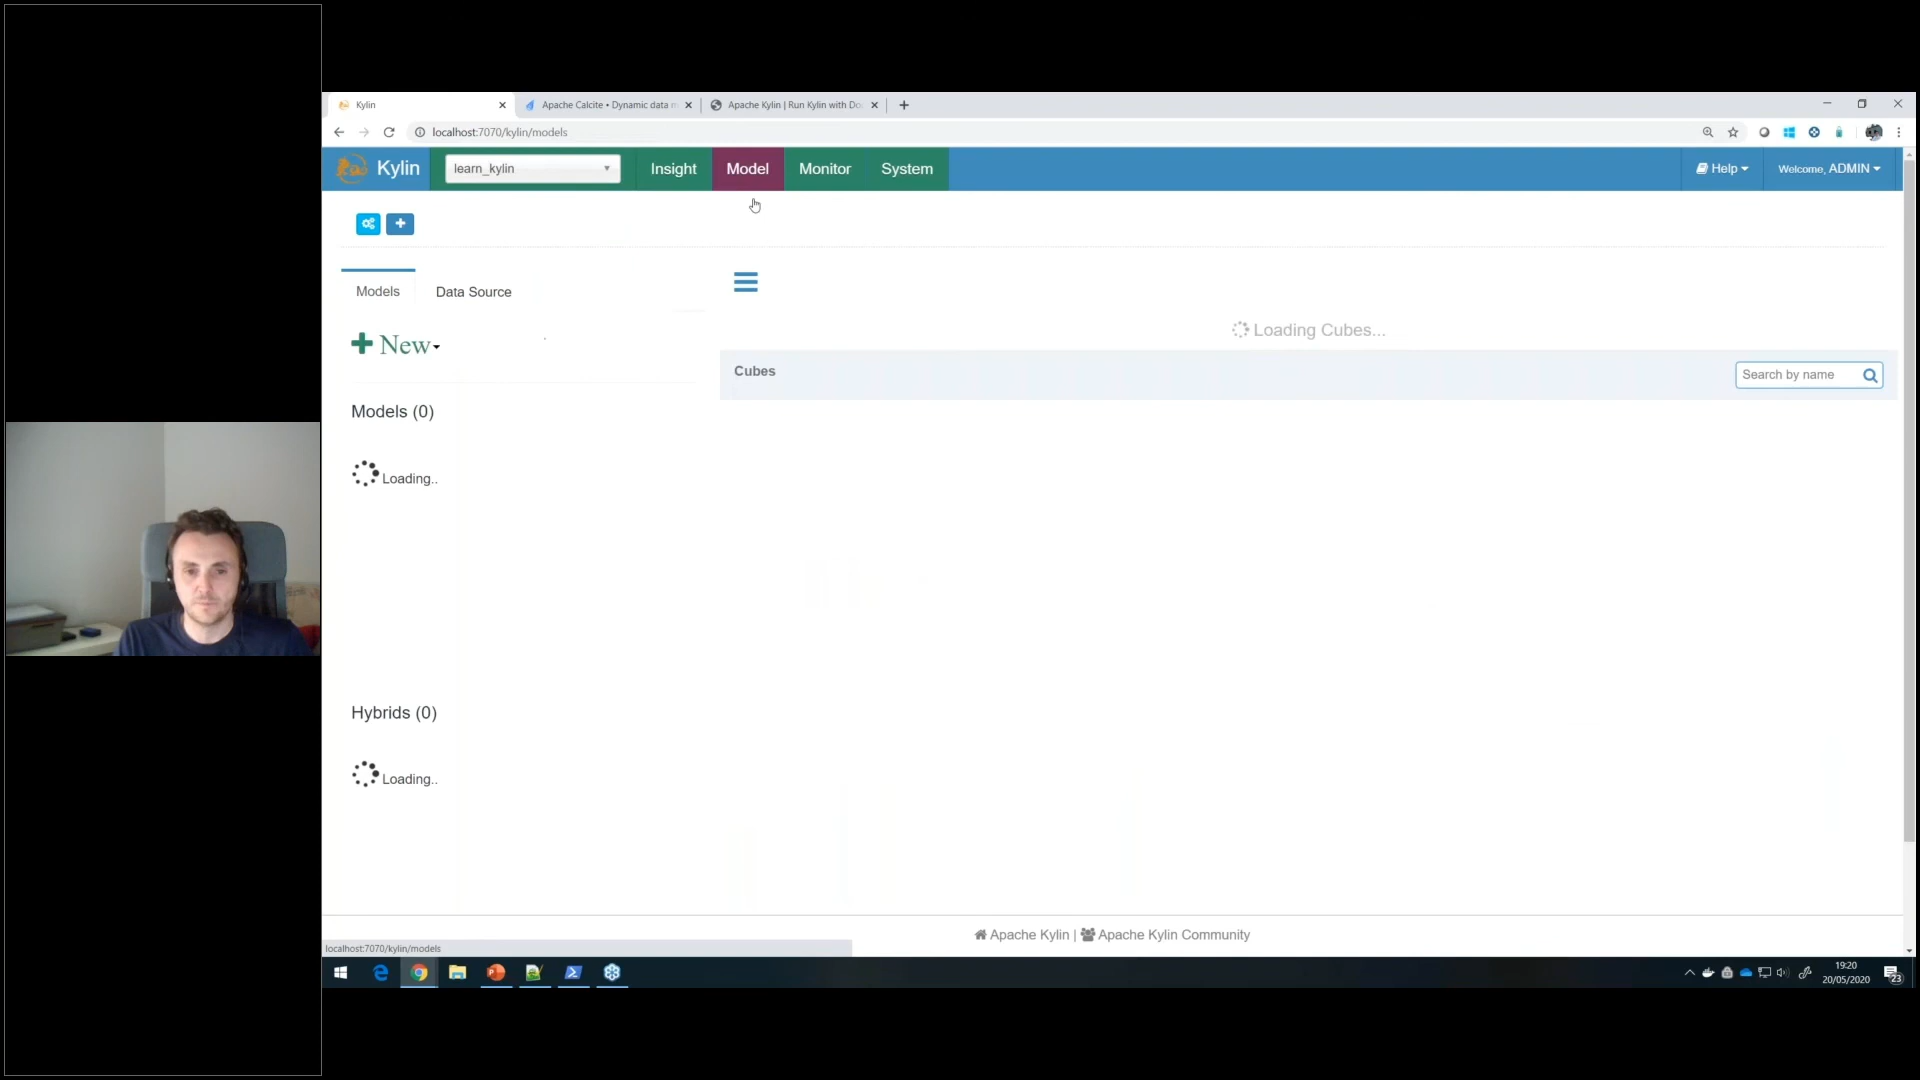 Kylin
Apache Calcite • Dynamic data m
Apache Kylin | Run Kylin with Do
localhost:7070/kylin/models
Kylin
learn_kylin
Insight
Model
Monitor
System
Help
Welcome, ADMIN
Models
Data Source
New
Loading Cubes...
Cubes
Search by name
Models (0)
Loading..
Hybrids (0)
Loading..
Apache Kylin | Apache Kylin Community
localhost:7070/kylin/models
19:20
20/05/2020
23